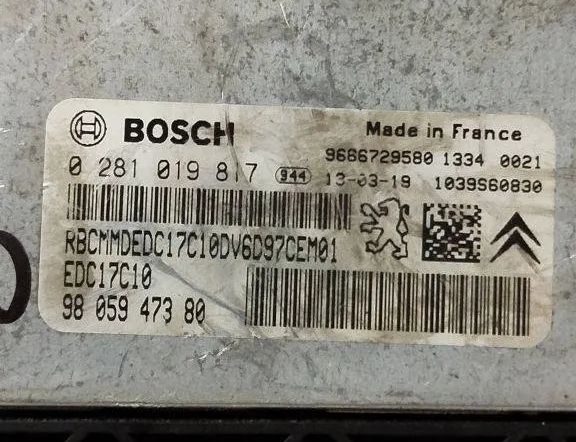 BOSCH
Made in France
9686729580 1334 0021
0 281 019 817 944 13-03-19 1039S60830
RBCMMDEDC17C10DV6D97CEM01
EDC17C10
98 059 473 80